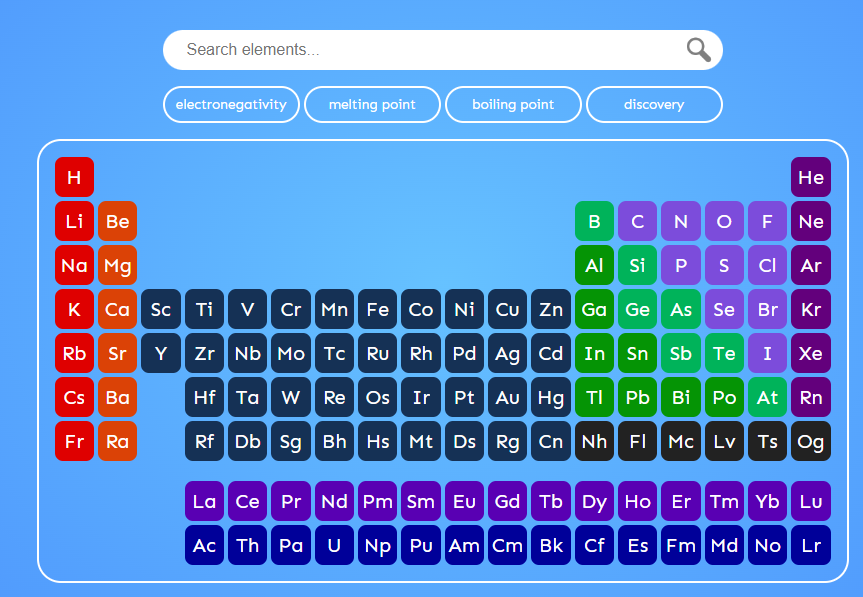 Search elements...
electronegativity melting point boiling point discovery
H He
Li Be B C N O F Ne
Na Mg Al Si P S Cl Ar
K Ca Sc Ti V Cr Mn Fe Co Ni Cu Zn Ga Ge As Se Br Kr
Rb Sr Y Zr Nb Mo Tc Ru Rh Pd Ag Cd In Sn Sb Te I Xe
Cs Ba Hf Ta W Re Os Ir Pt Au Hg Tl Pb Bi Po At Rn
Fr Ra Rf Db Sg Bh Hs Mt Ds Rg Cn Nh Fl Mc Lv Ts Og
La Ce Pr Nd Pm Sm Eu Gd Tb Dy Ho Er Tm Yb Lu
Ac Th Pa U Np Pu Am Cm Bk Cf Es Fm Md No Lr